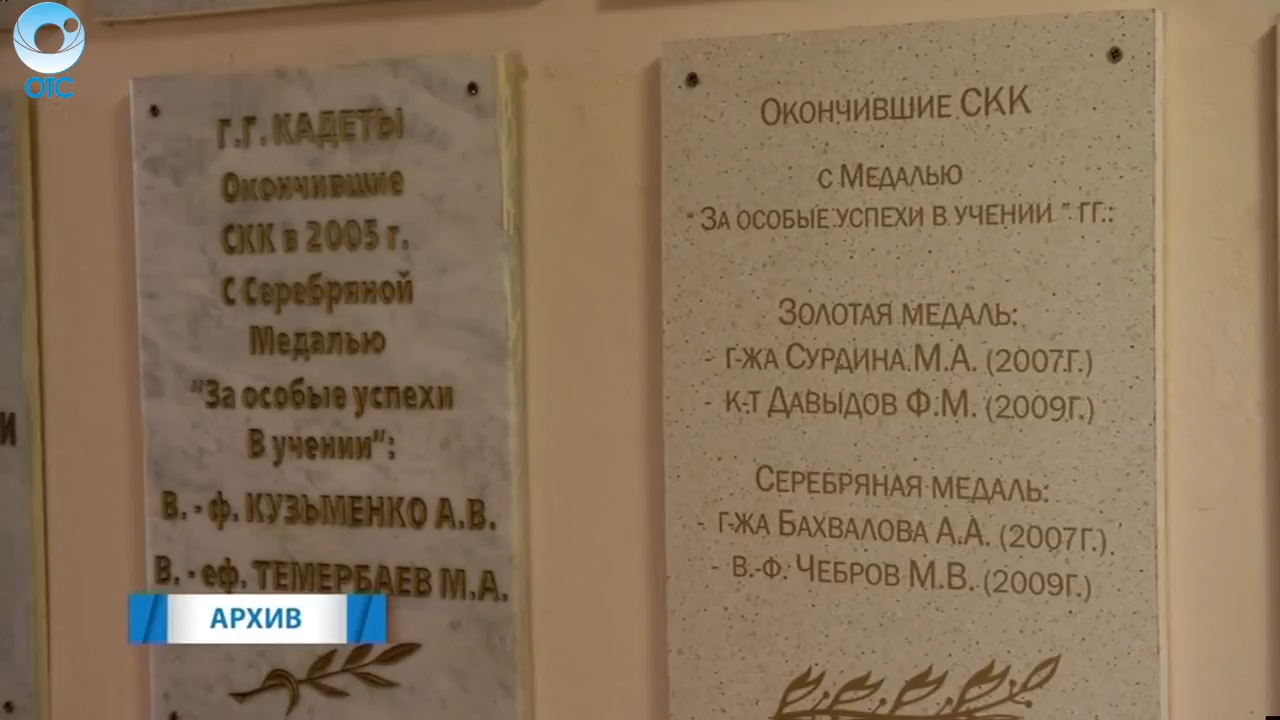 ОТС
Г.Г. КАДЕТЫ
Окончившие
СКК в 2005 г.
С Серебряной
Медалью
"За особые успехи
В учении":
В. - ф. КУЗЬМЕНКО А.В.
В. - еф. ТЕМЕРБАЕВ М.А.
АРХИВ
ОКОНЧИВШИЕ СКК
С МЕДАЛЬЮ
" ЗА ОСОБЫЕ УСПЕХИ В УЧЕНИИ " ГГ.:
ЗОЛОТАЯ МЕДАЛЬ:
- Г-ЖА СУРДИНА М.А. (2007Г.)
- К-Т ДАВЫДОВ Ф.М. (2009Г.)
СЕРЕБРЯНАЯ МЕДАЛЬ:
- Г-ЖА БАХВАЛОВА А.А. (2007Г.)
- В.-Ф. ЧЕБРОВ М.В. (2009Г.)
И